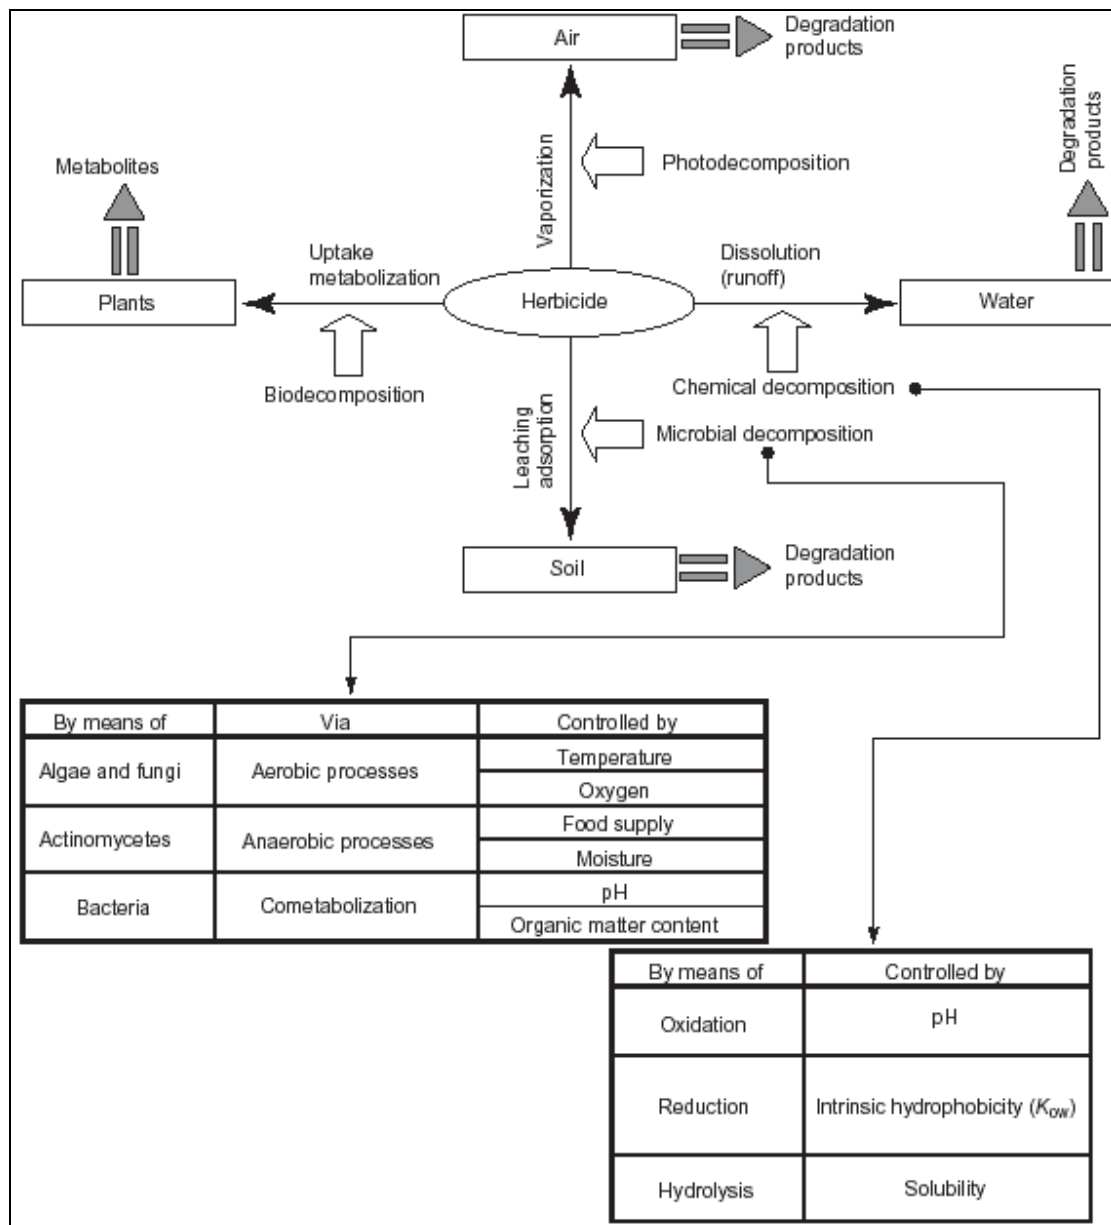 Air
Degradation
products
Degradation
products
Metabolites
Vaporization
Photodecomposition
Uptake
metabolization
Dissolution
(runoff)
Plants
Herbicide
Water
Biodecomposition
Chemical decomposition
Leaching
adsorption
Microbial decomposition
Soil
Degradation
products
By means of
Via
Controlled by
Algae and fungi
Aerobic processes
Temperature
Oxygen
Actinomycetes
Anaerobic processes
Food supply
Moisture
Bacteria
Cometabolization
pH
Organic matter content
By means of
Controlled by
Oxidation
pH
Reduction
Intrinsic hydrophobicity (Kow)
Hydrolysis
Solubility